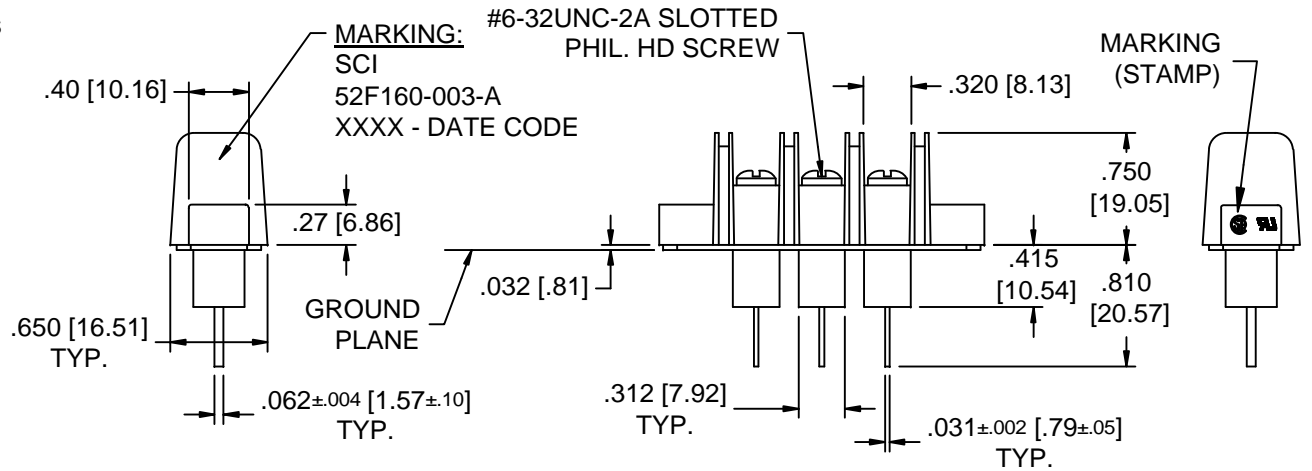 MARKING:
SCI
52F160-003-A
XXXX - DATE CODE
#6-32UNC-2A SLOTTED
PHIL. HD SCREW
MARKING
(STAMP)
.40 [10.16]
.320 [8.13]
.27 [6.86]
.750
[19.05]
.032 [.81]
.415
[10.54]
.810
[20.57]
GROUND
PLANE
.650 [16.51]
TYP.
.062±.004 [1.57±.10]
TYP.
.312 [7.92]
TYP.
.031±.002 [.79±.05]
TYP.